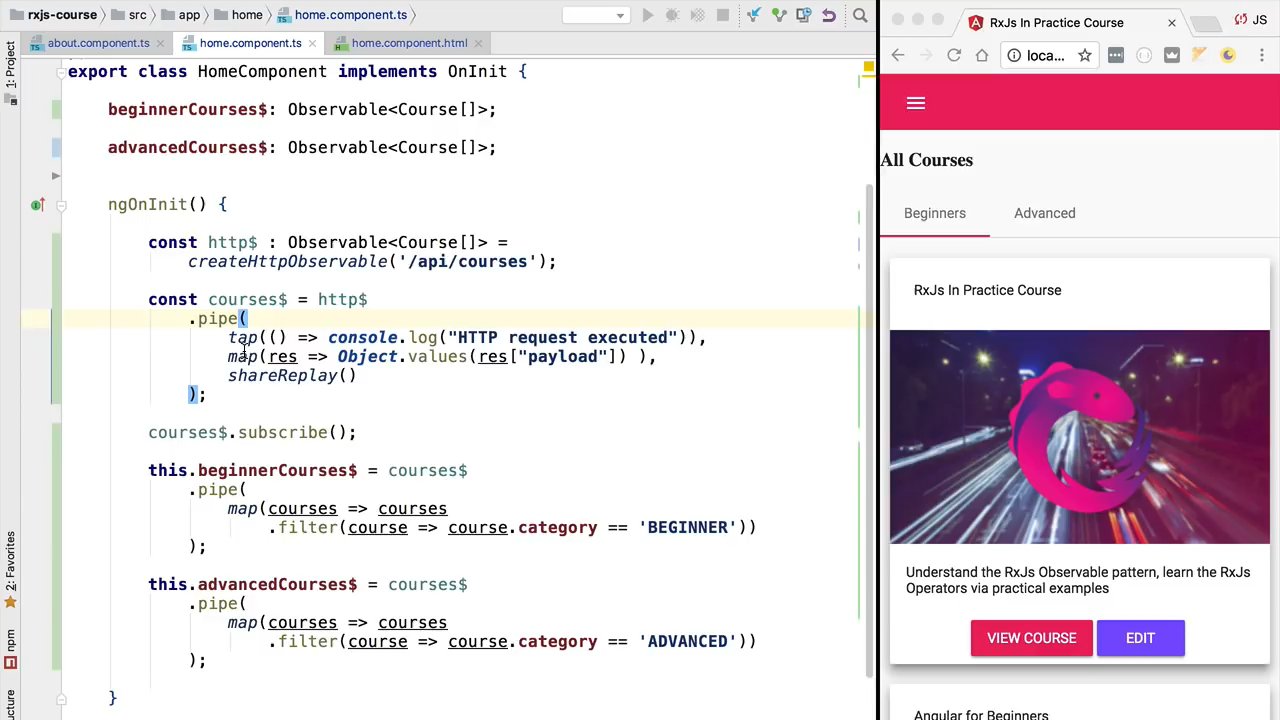 rxjs-course
src
app
home
home.component.ts
about.component.ts
home.component.ts
home.component.html
1: Project
2: Favorites
npm
ructure
export class HomeComponent implements OnInit {
beginnerCourses$: Observable<Course[]>;
advancedCourses$: Observable<Course[]>;
ngOnInit() {
const http$ : Observable<Course[]> =
createHttpObservable('/api/courses');
const courses$ = http$
.pipe(
tap(() => console.log("HTTP request executed")),
map(res => Object.values(res["payload"]) ),
shareReplay()
);
courses$.subscribe();
this.beginnerCourses$ = courses$
.pipe(
map(courses => courses
.filter(course => course.category == 'BEGINNER'))
);
this.advancedCourses$ = courses$
.pipe(
map(courses => courses
.filter(course => course.category == 'ADVANCED'))
);
}
RxJs In Practice Course
JS
loca...
All Courses
Beginners
Advanced
RxJs In Practice Course
Understand the RxJs Observable pattern, learn the RxJs
Operators via practical examples
VIEW COURSE
EDIT
Angular for Beginners